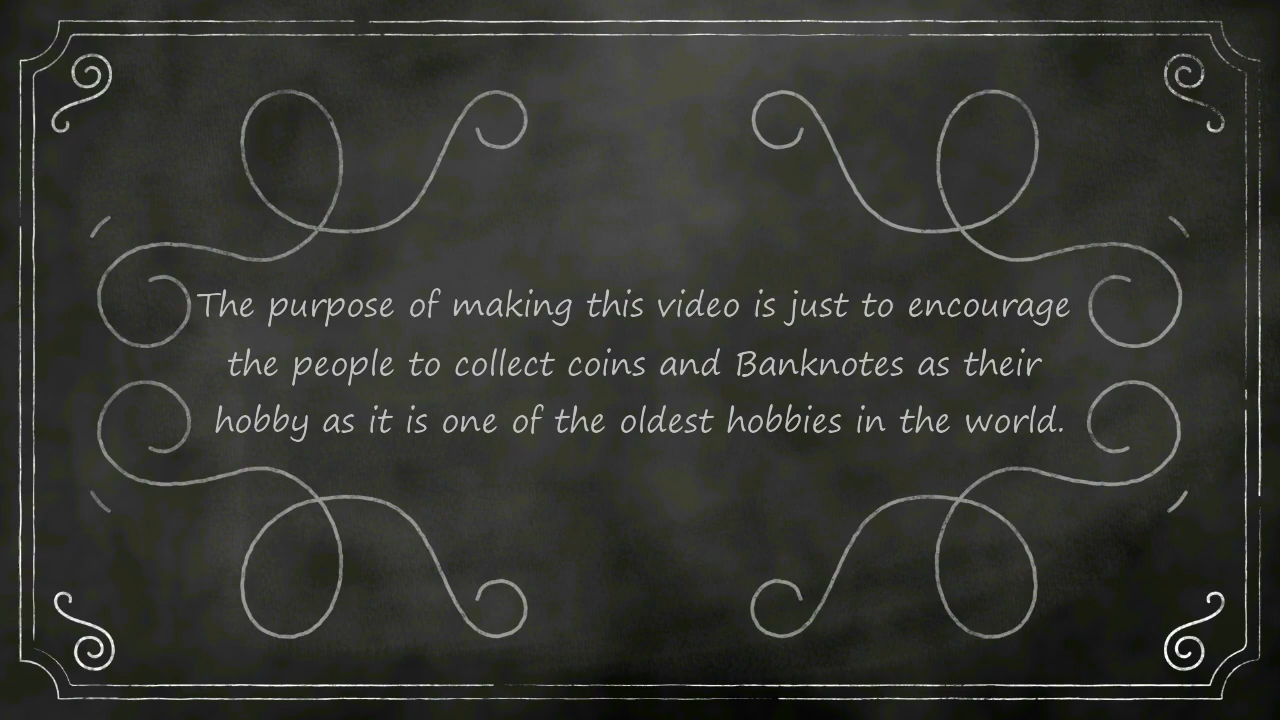 The purpose of making this video is just to encourage
the people to collect coins and Banknotes as their
hobby as it is one of the oldest hobbies in the world.